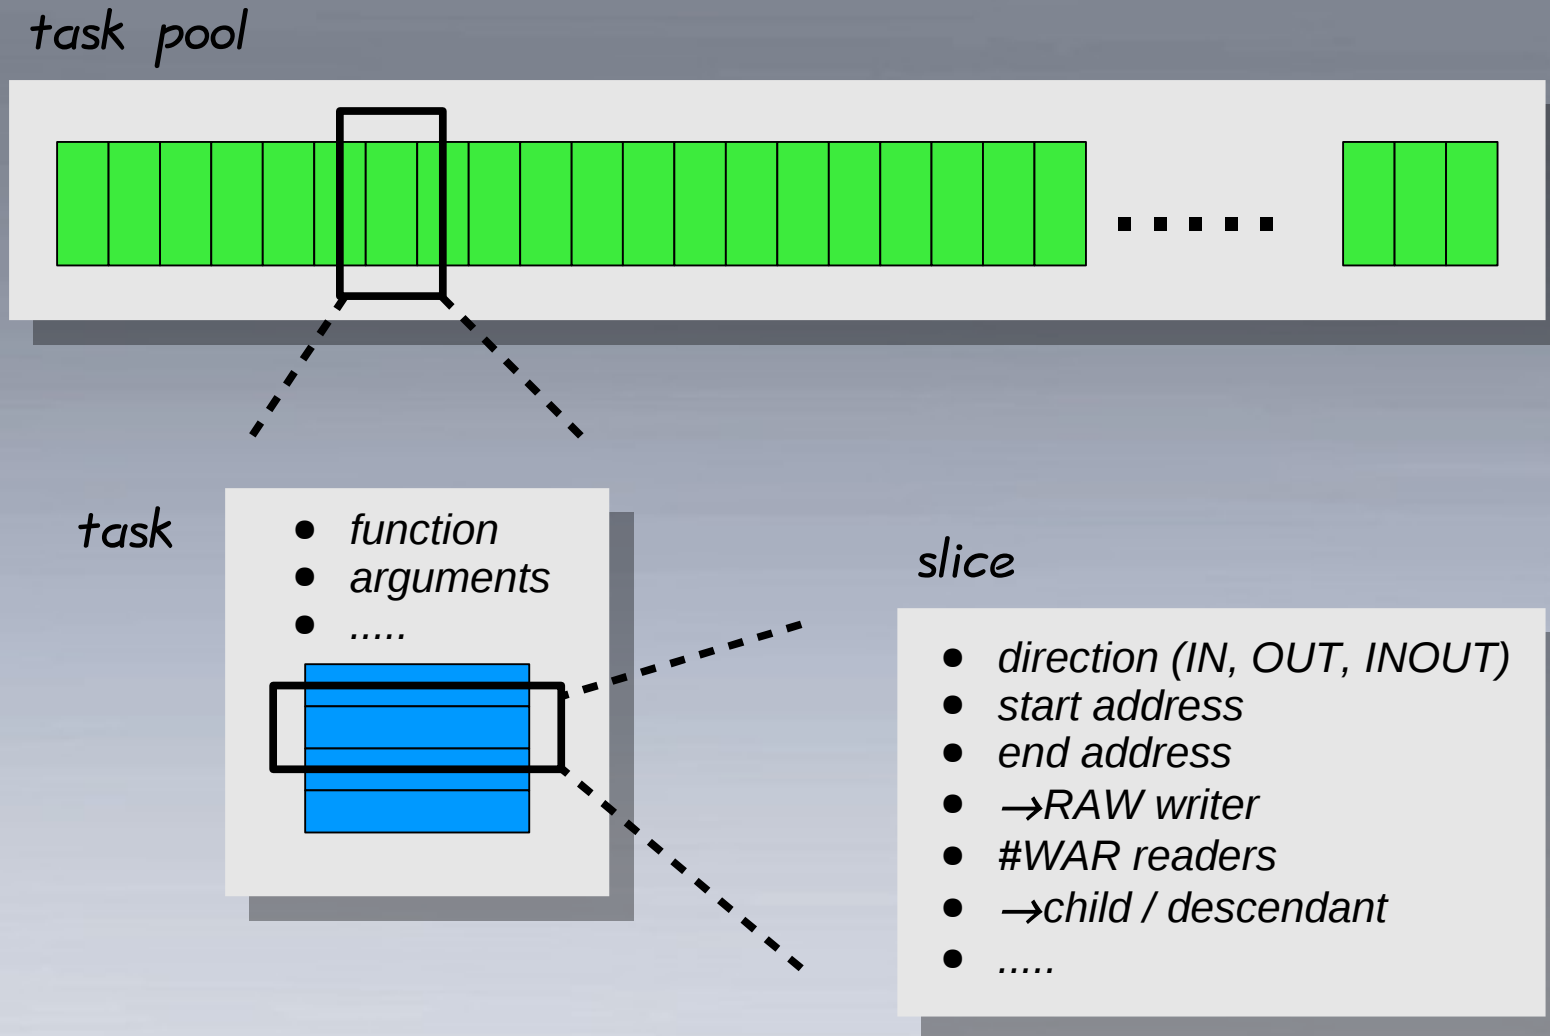 task pool
.....
task
● function
● arguments
● .....
slice
● direction (IN, OUT, INOUT)
● start address
● end address
● →RAW writer
● #WAR readers
● →child / descendant
● .....